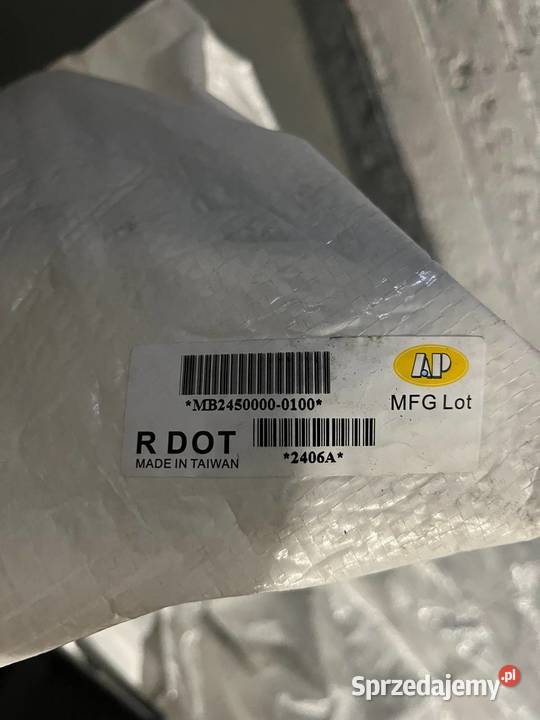 *MB2450000-0100*
AP
MFG Lot
R DOT
MADE IN TAIWAN
*2406A*
Sprzedajemy.pl